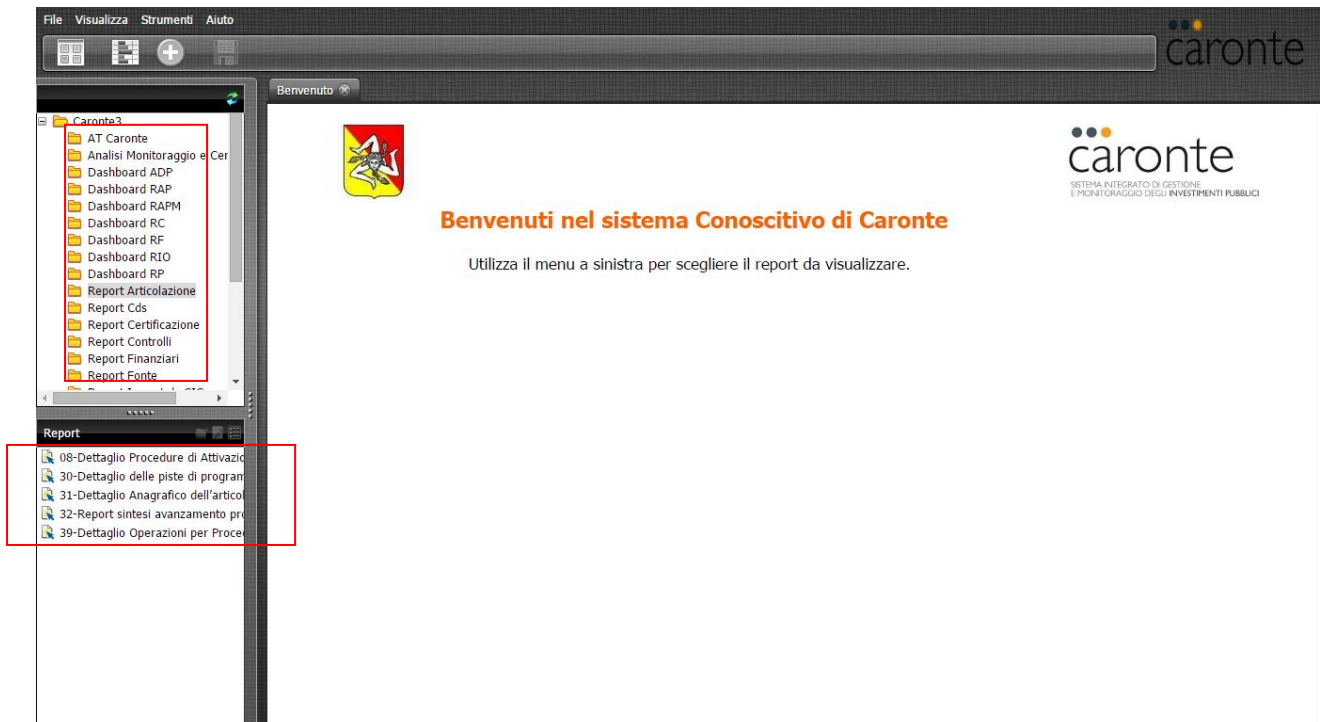 File Visualizza Strumenti Aiuto
caronte
Benvenuto
Caronte3
AT Caronte
Analisi Monitoraggio e Cer
Dashboard ADP
Dashboard RAP
Dashboard RAPM
Dashboard RC
Dashboard RF
Dashboard RIO
Dashboard RP
Report Articolazione
Report Cds
Report Certificazione
Report Controlli
Report Finanziari
Report Fonte
caronte
SISTEMA INTEGRATO DI GESTIONE
E MONITORAGGIO DEGLI INVESTIMENTI PUBBLICI
Benvenuti nel sistema Conoscitivo di Caronte
Utilizza il menu a sinistra per scegliere il report da visualizzare.
Report
08-Dettaglio Procedure di Attivazic
30-Dettaglio delle piste di program
31-Dettaglio Anagrafico dell'articol
32-Report sintesi avanzamento pro
39-Dettaglio Operazioni per Proced